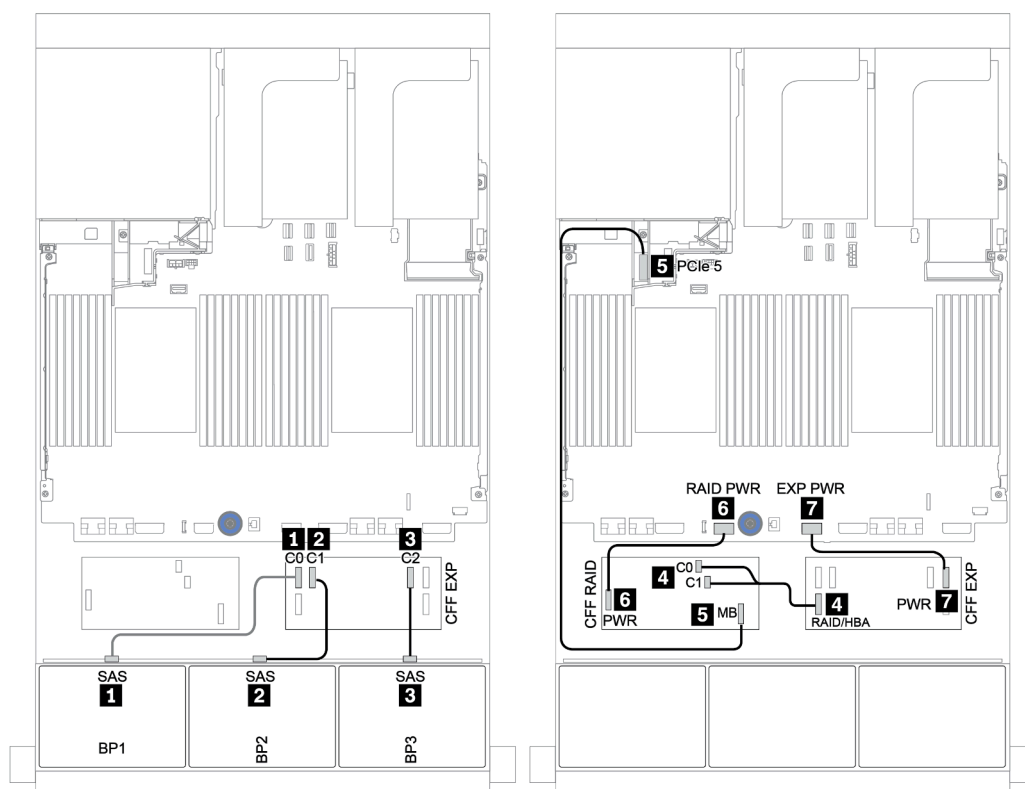 5 PCIe 5
RAID PWR EXP PWR
6 7
1 2 3
C0 C1 C2
CFF EXP
CFF RAID
4 C0
C1
6
PWR
5 MB
4
RAID/HBA
PWR 7
CFF EXP
SAS SAS SAS
1 2 3
BP1 BP2 BP3